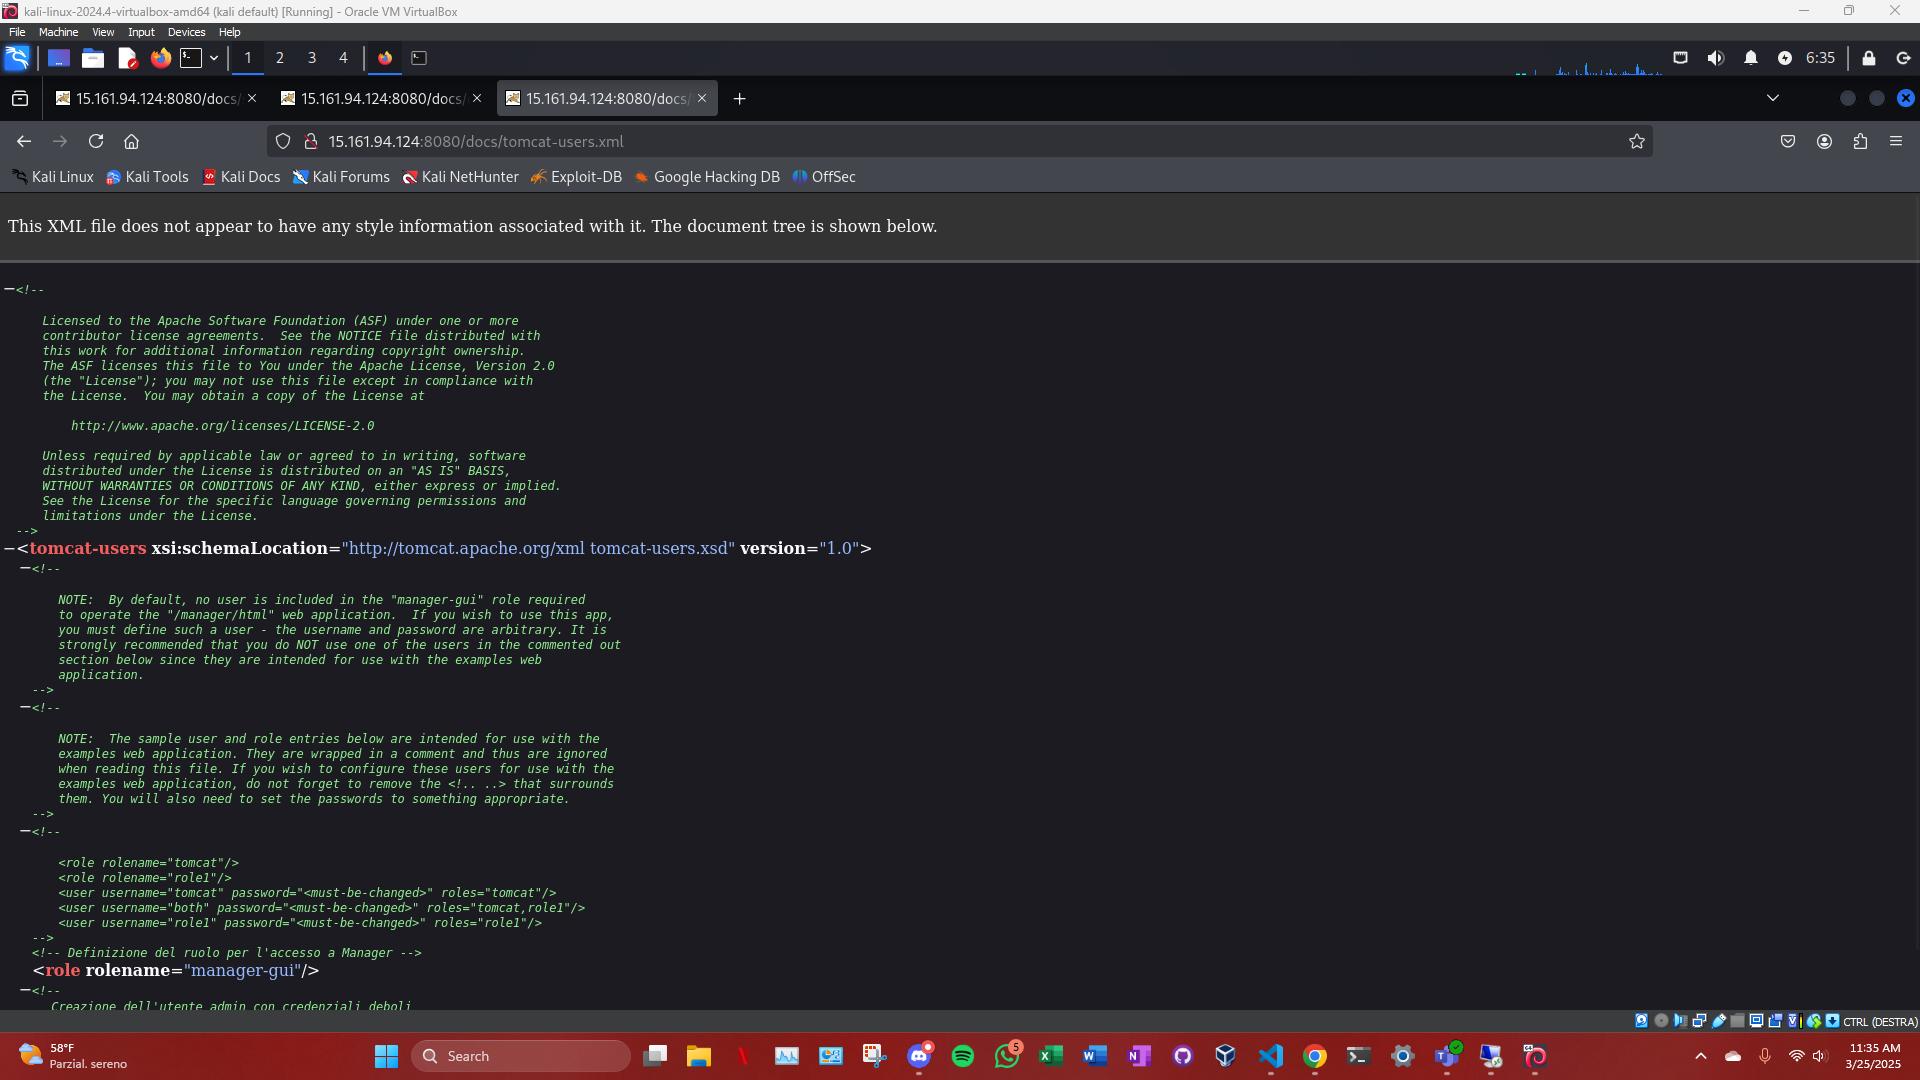 kali-linux-2024.4-virtualbox-amd64 (kali default) [Running] - Oracle VM VirtualBox
File Machine View Input Devices Help
1 2 3 4 6:35
15.161.94.124:8080/docs/ 15.161.94.124:8080/docs/ 15.161.94.124:8080/docs/
15.161.94.124:8080/docs/tomcat-users.xml
Kali Linux Kali Tools Kali Docs Kali Forums Kali NetHunter Exploit-DB Google Hacking DB OffSec
This XML file does not appear to have any style information associated with it. The document tree is shown below.
−<!--
Licensed to the Apache Software Foundation (ASF) under one or more
contributor license agreements.  See the NOTICE file distributed with
this work for additional information regarding copyright ownership.
The ASF licenses this file to You under the Apache License, Version 2.0
(the "License"); you may not use this file except in compliance with
the License.  You may obtain a copy of the License at
http://www.apache.org/licenses/LICENSE-2.0
Unless required by applicable law or agreed to in writing, software
distributed under the License is distributed on an "AS IS" BASIS,
WITHOUT WARRANTIES OR CONDITIONS OF ANY KIND, either express or implied.
See the License for the specific language governing permissions and
limitations under the License.
-->
−<tomcat-users xsi:schemaLocation="http://tomcat.apache.org/xml tomcat-users.xsd" version="1.0">
−<!--
NOTE:  By default, no user is included in the "manager-gui" role required
to operate the "/manager/html" web application.  If you wish to use this app,
you must define such a user - the username and password are arbitrary. It is
strongly recommended that you do NOT use one of the users in the commented out
section below since they are intended for use with the examples web
application.
-->
−<!--
NOTE:  The sample user and role entries below are intended for use with the
examples web application. They are wrapped in a comment and thus are ignored
when reading this file. If you wish to configure these users for use with the
examples web application, do not forget to remove the <!.. ..> that surrounds
them. You will also need to set the passwords to something appropriate.
-->
−<!--
<role rolename="tomcat"/>
<role rolename="role1"/>
<user username="tomcat" password="<must-be-changed>" roles="tomcat"/>
<user username="both" password="<must-be-changed>" roles="tomcat,role1"/>
<user username="role1" password="<must-be-changed>" roles="role1"/>
-->
<!-- Definizione del ruolo per l'accesso a Manager -->
<role rolename="manager-gui"/>
−<!--
Creazione dell'utente admin con credenziali deboli
CTRL (DESTRA)
58°F
Parzial. sereno
Search
5
11:35 AM
3/25/2025